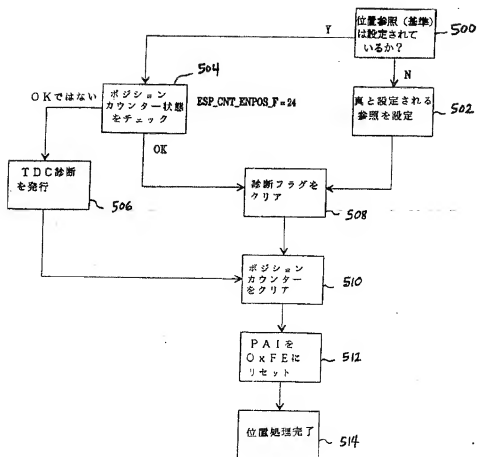 位置参照(基準)
は設定されて
いるか?
500
Y
N
504
ポジション
カウンター状態
をチェック
ESP_CNT_ENPOS_F=24
OKではない
OK
真と設定される
参照を設定
502
TDC診断
を発行
506
診断フラグを
クリア
508
ポジション
カウンター
をクリア
510
PAIを
0xFEに
リセット
512
位置処理完了
514